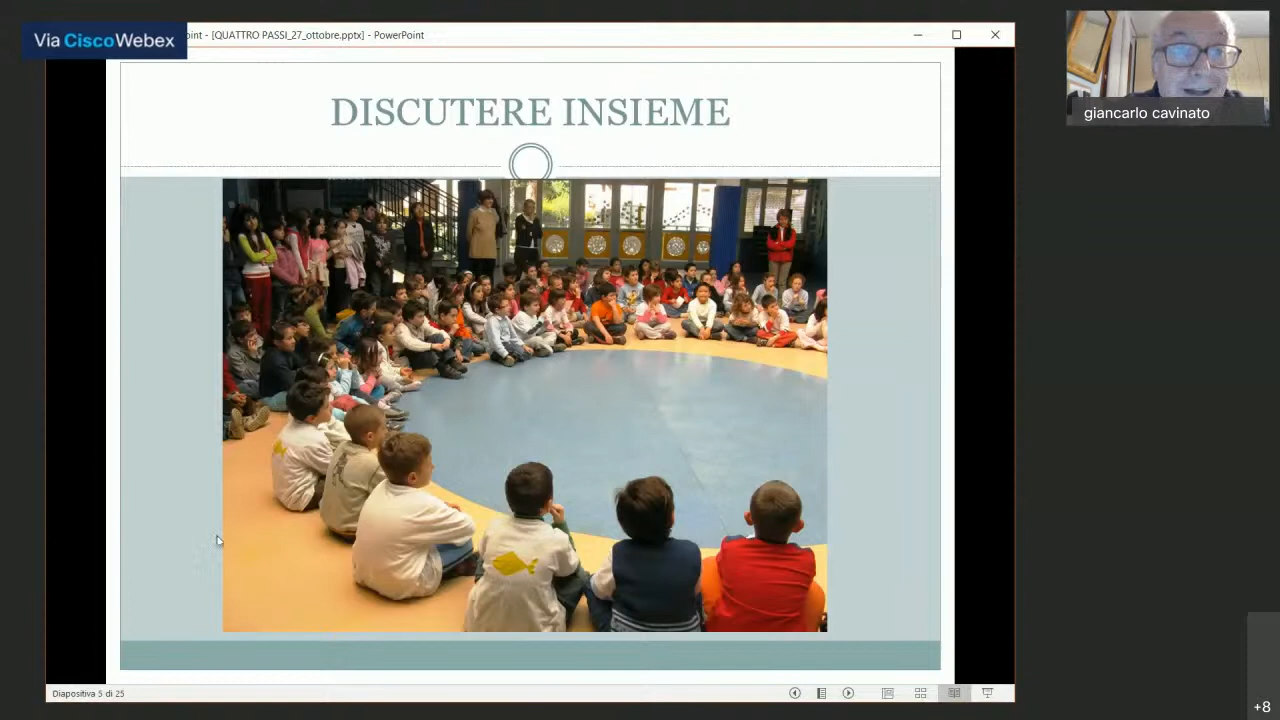 Via CiscoWebex
oint - [QUATTRO PASSI_27_ottobre.pptx] - PowerPoint
giancarlo cavinato
DISCUTERE INSIEME
Diapositiva 5 di 25
+8